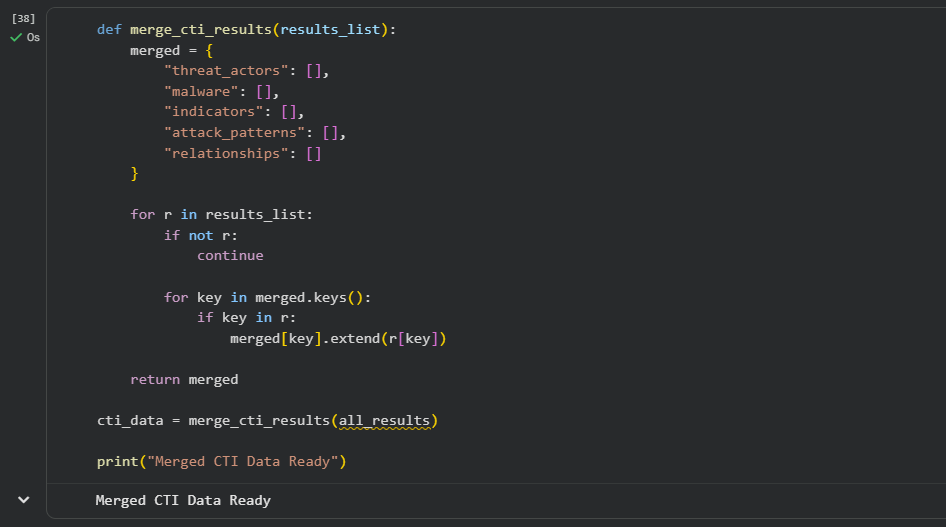 [38]
0s
def merge_cti_results(results_list):
    merged = {
        "threat_actors": [],
        "malware": [],
        "indicators": [],
        "attack_patterns": [],
        "relationships": []
    }

    for r in results_list:
        if not r:
            continue

        for key in merged.keys():
            if key in r:
                merged[key].extend(r[key])

    return merged

cti_data = merge_cti_results(all_results)

print("Merged CTI Data Ready")
Merged CTI Data Ready